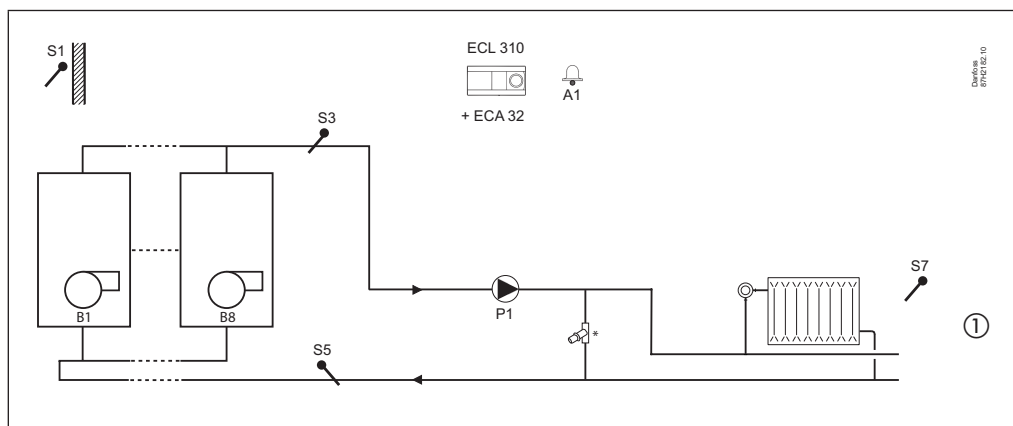 S1
ECL 310
A1
+ ECA 32
Danfoss
87H2182.10
S3
B1
B8
P1
*
S5
S7
1